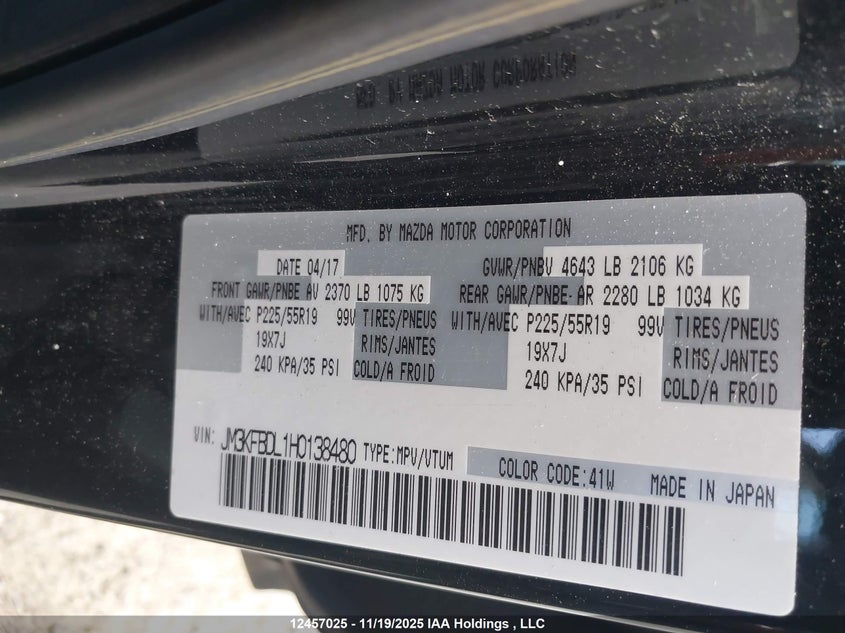 MFD. BY MAZDA MOTOR CORPORATION
DATE 04/17 GVWR/PNBV 4643 LB 2106 KG
FRONT GAWR/PNBE AV 2370 LB 1075 KG REAR GAWR/PNBE-AR 2280 LB 1034 KG
WITH/AVEC P225/55R19 99V TIRES/PNEUS WITH/AVEC P225/55R19 99V TIRES/PNEUS
19X7J RIMS/JANTES 19X7J RIMS/JANTES
240 KPA/35 PSI COLD/A FROID 240 KPA/35 PSI COLD/A FROID
VIN: JM3KFBDL1H0138480 TYPE:MPV/VTUM COLOR CODE:41W MADE IN JAPAN
12457025 - 11/19/2025 IAA Holdings , LLC